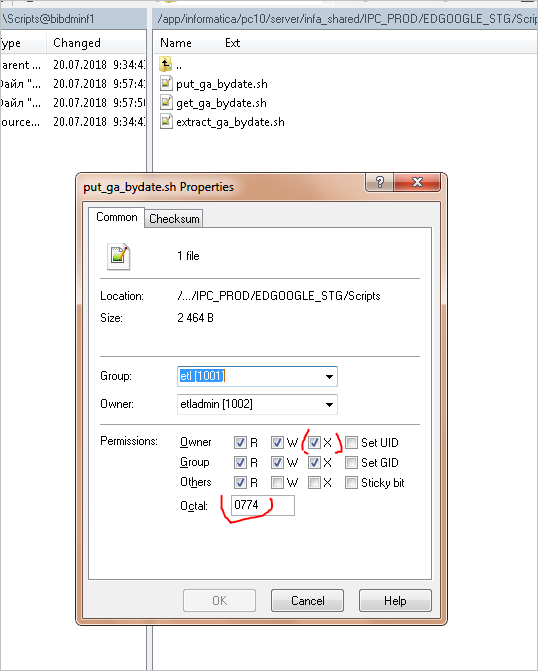 \Scripts@bibdminf1
/app/informatica/pc10/server/infa_shared/IPC_PROD/EDGOOGLE_STG/Scrip
Type Changed
Name Ext
arent ... 20.07.2018 9:34:4
..
Файл "... 20.07.2018 9:57:4
put_ga_bydate.sh
Файл "... 20.07.2018 9:57:50
get_ga_bydate.sh
ource... 20.07.2018 9:34:4
extract_ga_bydate.sh
put_ga_bydate.sh Properties
?
X
Common Checksum
1 file
Location: /.../IPC_PROD/EDGOOGLE_STG/Scripts
Size: 2 464 B
Group: etl [1001]
Owner: etladmin [1002]
Permissions: Owner R W X Set UID
Group R W X Set GID
Others R W X Sticky bit
Octal: 0774
OK Cancel Help